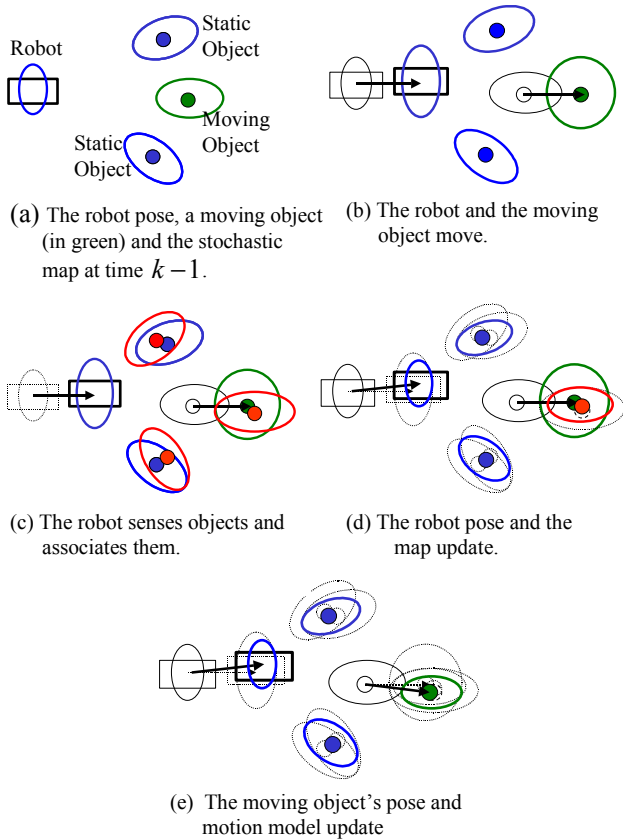 Robot
Static
Object
Moving
Object
Static
Object
(a) The robot pose, a moving object
(in green) and the stochastic
map at time k−1.
(b) The robot and the moving
object move.
(c) The robot senses objects and
associates them.
(d) The robot pose and the
map update.
(e) The moving object's pose and
motion model update